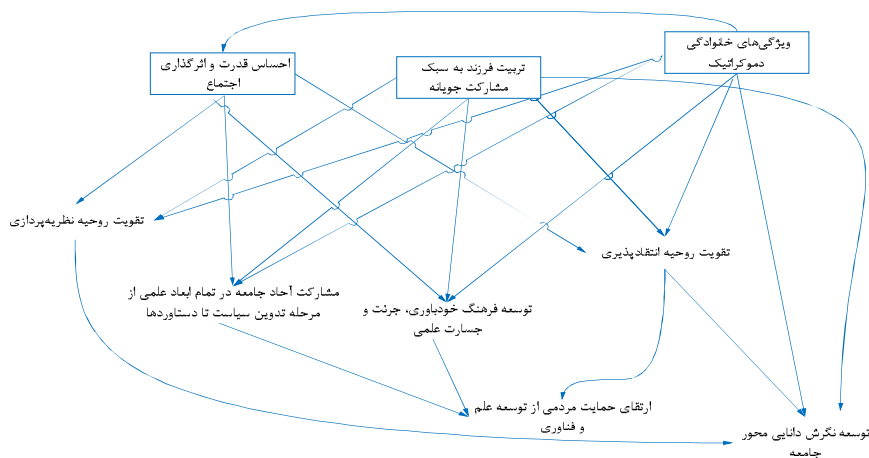 ویژگی‌های خانوادگی
دموکراتیک
تربیت فرزند به سبک
مشارکت جویانه
احساس قدرت و اثرگذاری
اجتماع
تقویت روحیه نظریه‌پردازی
تقویت روحیه انتقادپذیری
مشارکت آحاد جامعه در تمام ابعاد علمی از
مرحله تدوین سیاست تا دستاوردها
توسعه فرهنگ خودباوری، جرئت و
جسارت علمی
ارتقای حمایت مردمی از توسعه علم
و فناوری
توسعه نگرش دانایی محور
جامعه